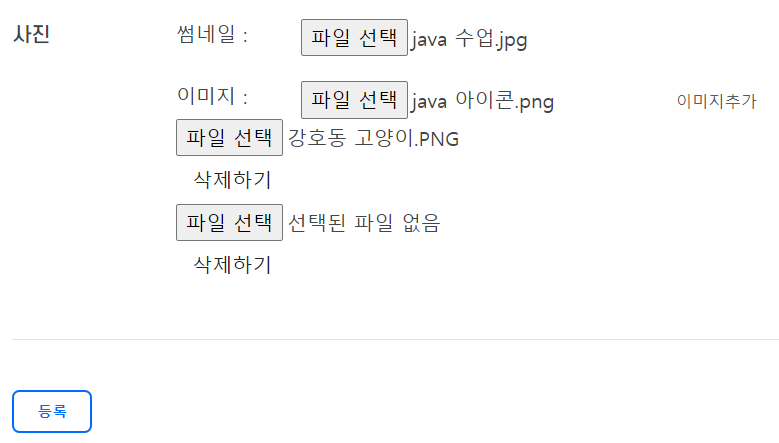 사진 썸네일 : 파일 선택 java 수업.jpg
이미지 : 파일 선택 java 아이콘.png 이미지추가
파일 선택 강호동 고양이.PNG
삭제하기
파일 선택 선택된 파일 없음
삭제하기
등록